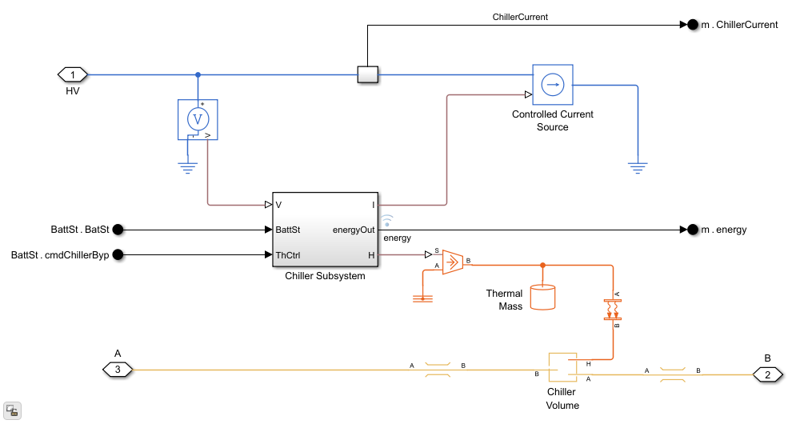 ChillerCurrent
m . ChillerCurrent
1
HV
V
+
V
Controlled Current
Source
V
I
BattSt . BatSt
BattSt
energyOut
m . energy
energy
BattSt . cmdChillerByp
ThCtrl
H
S
A
B
Chiller Subsystem
Thermal
Mass
A
B
A
3
A
B
B
H
A
A
B
B
2
Chiller
Volume